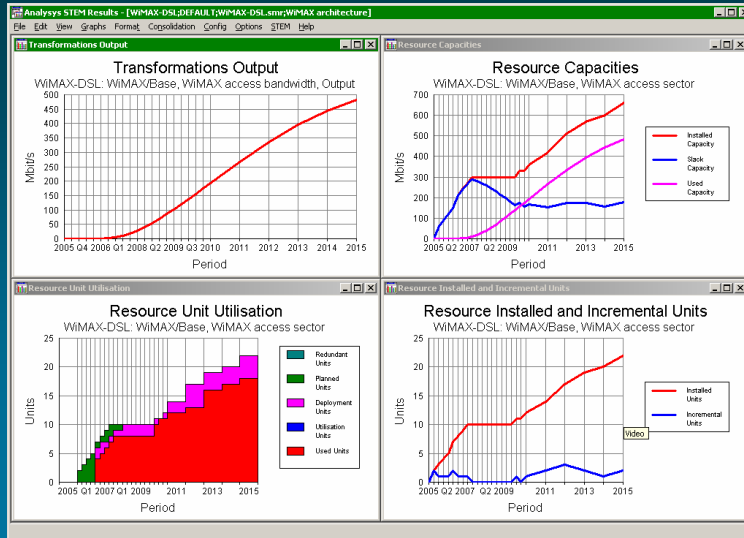 Analysys STEM Results - [WiMAX-DSL;DEFAULT;WiMAX-DSL.smr;WiMAX architecture]
File Edit View Graphs Format Consolidation Config Options STEM Help
Transformations Output
Transformations Output
WiMAX-DSL: WiMAX/Base, WiMAX access bandwidth, Output
Mbit/s
500
450
400
350
300
250
200
150
100
50
0
2005 Q4 2006 Q1 2008 Q2 2009 Q3 2010 2011 2012 2013 2014 2015
Period
Resource Capacities
Resource Capacities
WiMAX-DSL: WiMAX/Base, WiMAX access sector
Mbit/s
700
600
500
400
300
200
100
0
2005 Q4 2006 Q2 2007 Q2 2009 2011 2013 2015
Period
Installed
Capacity
Slack
Capacity
Used
Capacity
Resource Unit Utilisation
Resource Unit Utilisation
WiMAX-DSL: WiMAX/Base, WiMAX access sector
Units
25
20
15
10
5
0
2005 Q1 2007 Q1 2009 2011 2013 2015
Period
Redundant
Units
Planned
Units
Deployment
Units
Utilisation
Units
Used Units
Resource Installed and Incremental Units
Resource Installed and Incremental Units
WiMAX-DSL: WiMAX/Base, WiMAX access sector
Units
25
20
15
10
5
0
2005 Q4 2006 Q2 2007 Q2 2009 2011 2013 2015
Period
Installed
Units
Incremental
Units
Video